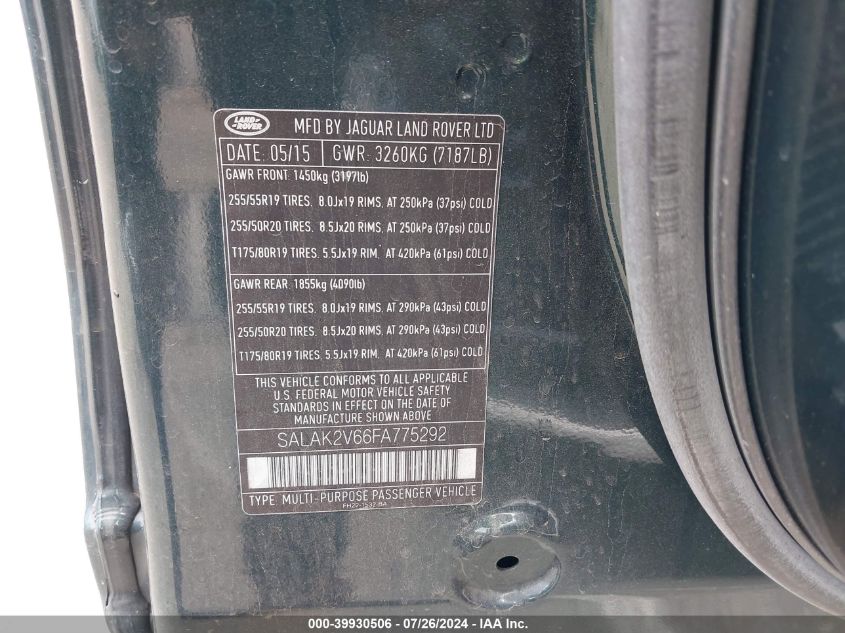 LAND-
ROVER
MFD BY JAGUAR LAND ROVER LTD
DATE: 05/15 GWR: 3260KG (7187LB)
GAWR FRONT: 1450kg (3197lb)
255/55R19 TIRES. 8.0Jx19 RIMS. AT 250kPa (37psi) COLD
255/50R20 TIRES. 8.5Jx20 RIMS. AT 250kPa (37psi) COLD
T175/80R19 TIRES. 5.5Jx19 RIM. AT 420kPa (61psi) COLD
GAWR REAR: 1855kg (4090lb)
255/55R19 TIRES. 8.0Jx19 RIMS. AT 290kPa (43psi) COLD
255/50R20 TIRES. 8.5Jx20 RIMS. AT 290kPa (43psi) COLD
T175/80R19 TIRES. 5.5Jx19 RIM. AT 420kPa (61psi) COLD
THIS VEHICLE CONFORMS TO ALL APPLICABLE
U.S. FEDERAL MOTOR VEHICLE SAFETY
STANDARDS IN EFFECT ON THE DATE OF
MANUFACTURE SHOWN ABOVE
SALAK2V66FA775292
TYPE: MULTI-PURPOSE PASSENGER VEHICLE
FH22-1532-BA
000-39930506 - 07/26/2024 - IAA Inc.